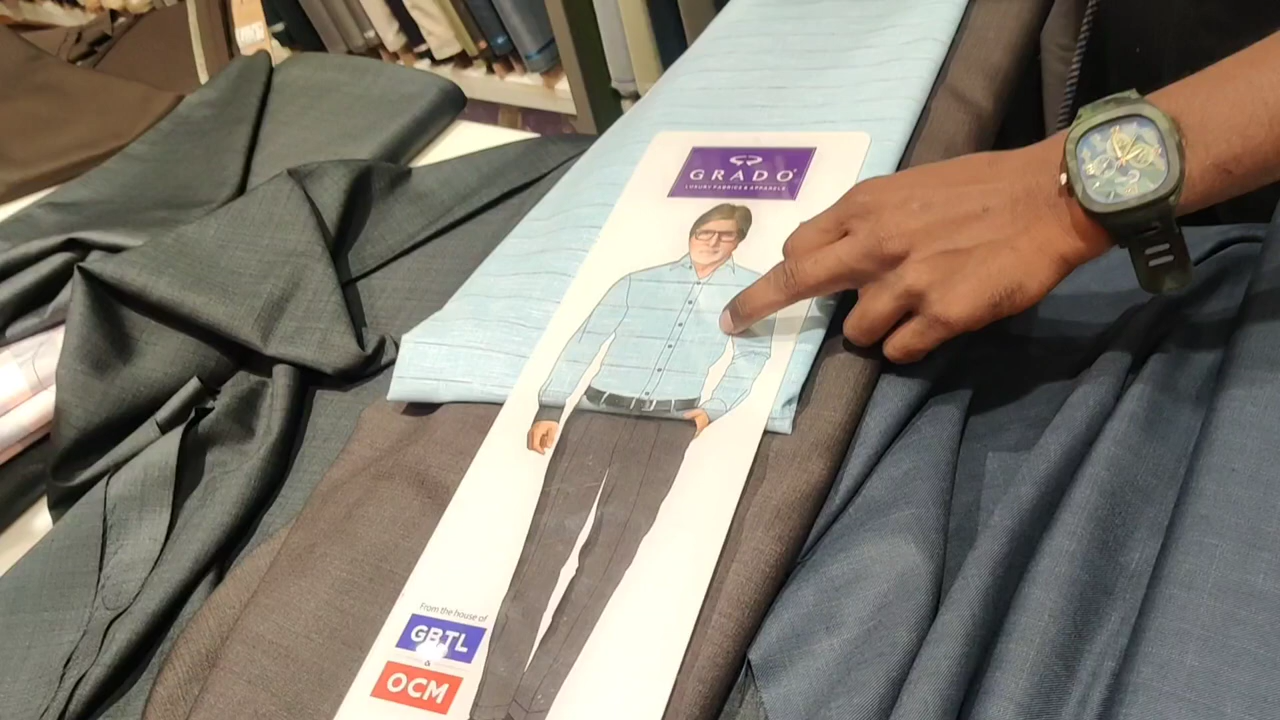 GRADO
LUXURY FABRICS & APPARELS
From the house of
GBTL
&
OCM